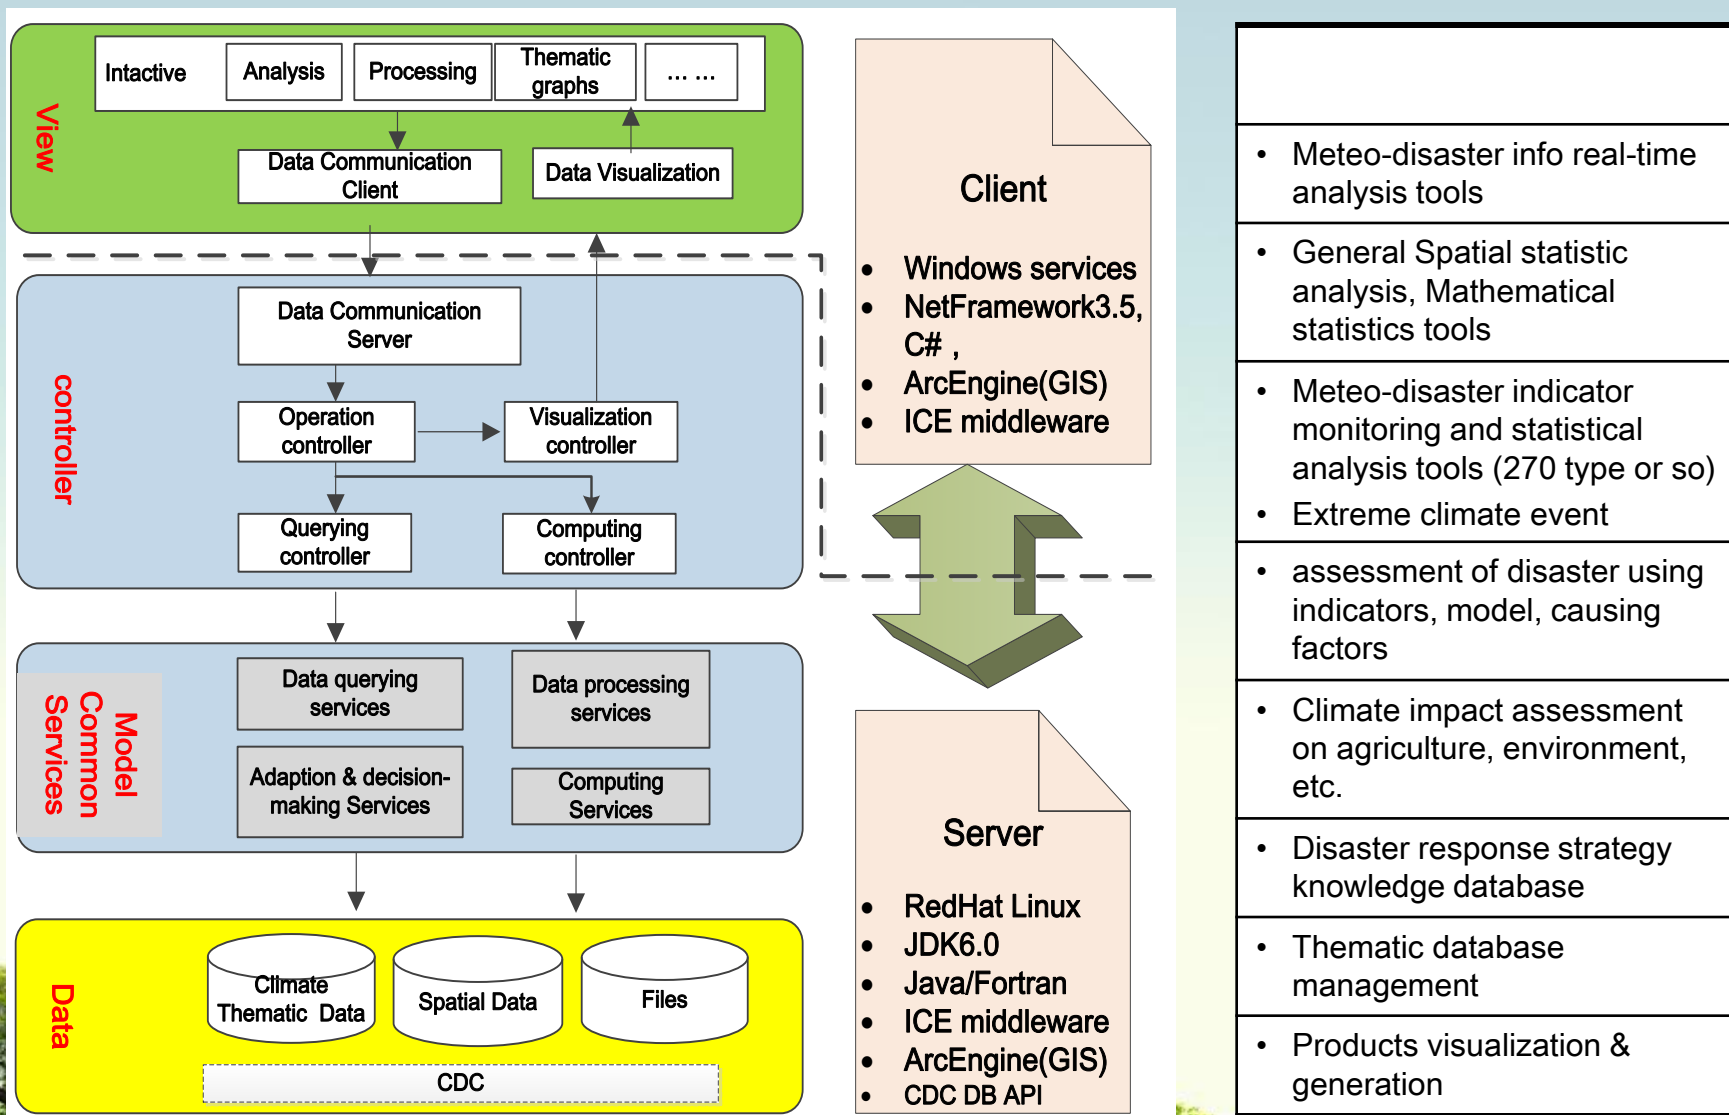 View
Intactive
Analysis
Processing
Thematic
graphs
... ...
Data Communication
Client
Data Visualization
controller
Data Communication
Server
Operation
controller
Visualization
controller
Querying
controller
Computing
controller
Model
Common
Services
Data querying
services
Data processing
services
Adaption & decision-
making Services
Computing
Services
Data
Climate
Thematic Data
Spatial Data
Files
CDC
Client
• Windows services
• NetFramework3.5,
C# ,
• ArcEngine(GIS)
• ICE middleware
Server
• RedHat Linux
• JDK6.0
• Java/Fortran
• ICE middleware
• ArcEngine(GIS)
• CDC DB API
• Meteo-disaster info real-time
analysis tools
• General Spatial statistic
analysis, Mathematical
statistics tools
• Meteo-disaster indicator
monitoring and statistical
analysis tools (270 type or so)
• Extreme climate event
• assessment of disaster using
indicators, model, causing
factors
• Climate impact assessment
on agriculture, environment,
etc.
• Disaster response strategy
knowledge database
• Thematic database
management
• Products visualization &
generation